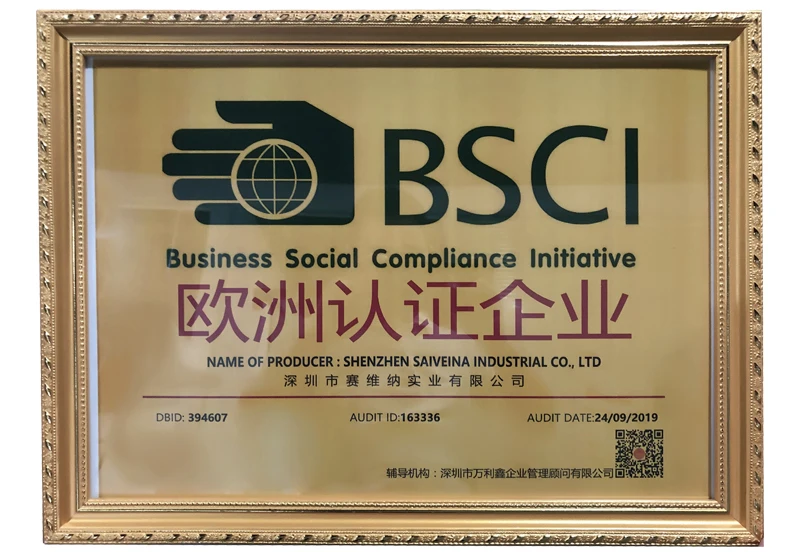 BSCI
Business Social Compliance Initiative
欧洲认证企业
NAME OF PRODUCER : SHENZHEN SAIVEINA INDUSTRIAL CO., LTD
深圳市赛维纳实业有限公司
DBID: 394607 AUDIT ID:163336 AUDIT DATE:24/09/2019
辅导机构：深圳市万利鑫企业管理顾问有限公司